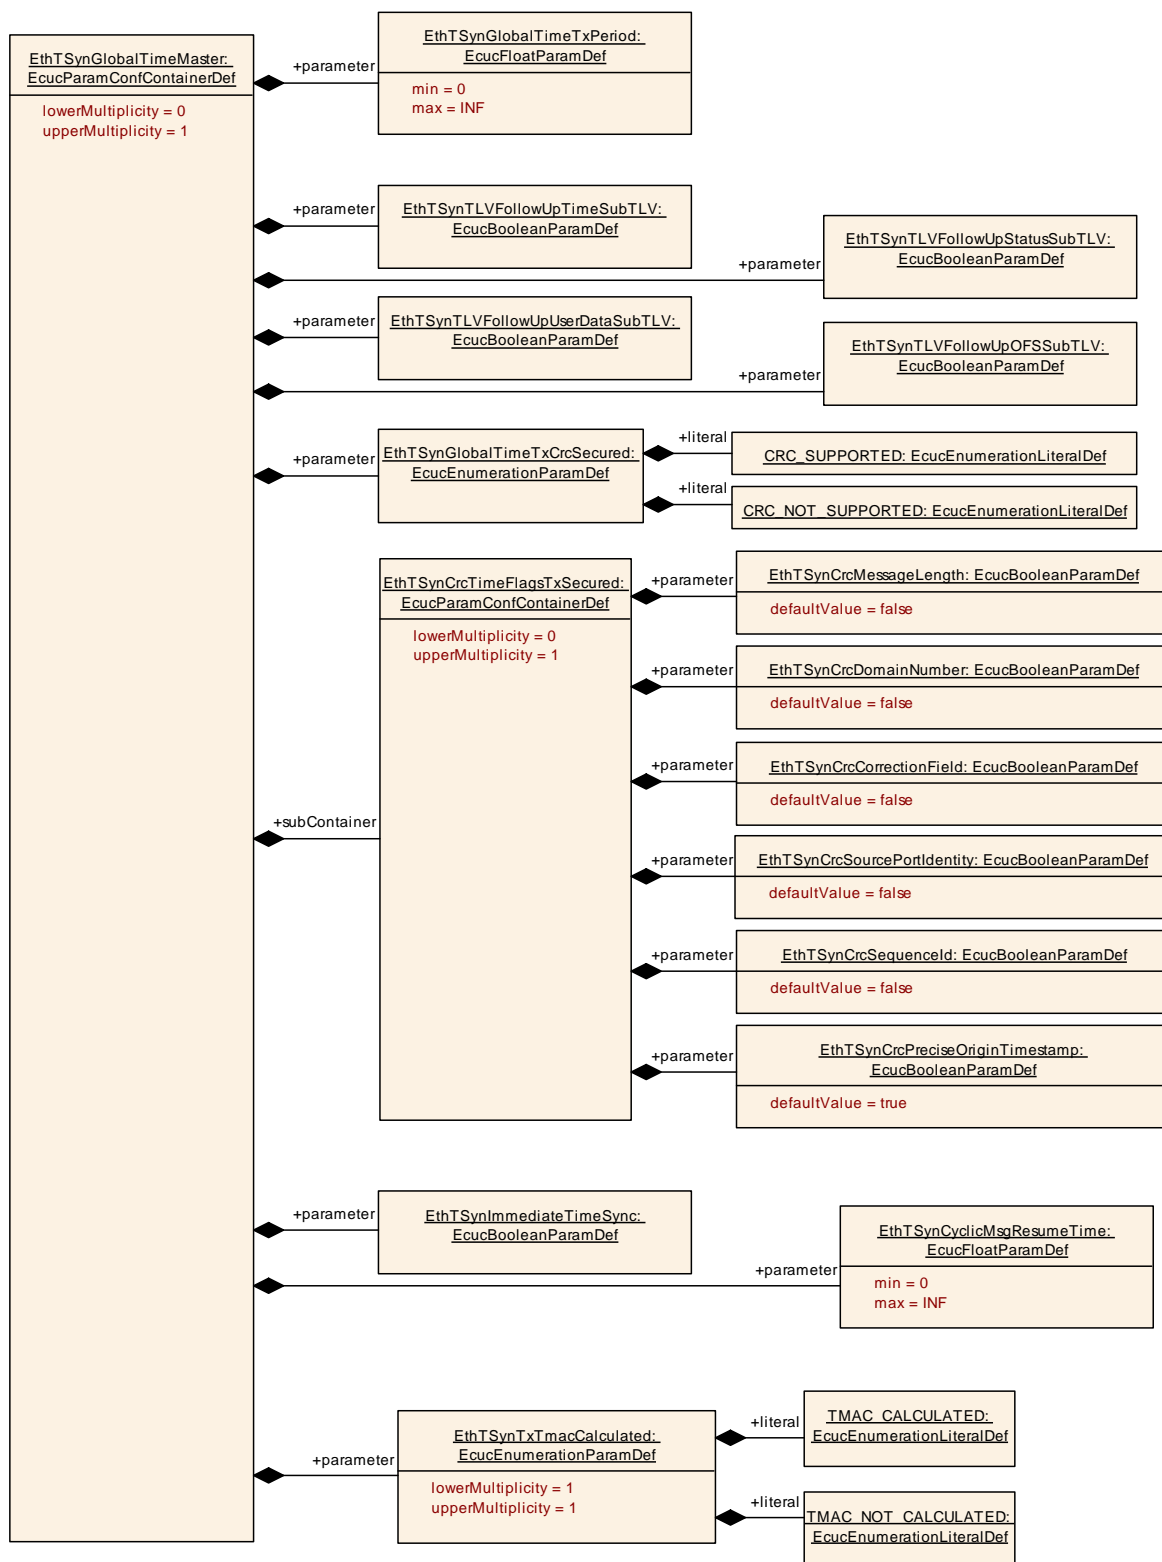 EthTSynGlobalTimeMaster:
EcucParamConfContainerDef
lowerMultiplicity = 0
upperMultiplicity = 1
+parameter
EthTSynGlobalTimeTxPeriod:
EcucFloatParamDef
min = 0
max = INF
+parameter
EthTSynTLVFollowUpTimeSubTLV:
EcucBooleanParamDef
+parameter
EthTSynTLVFollowUpStatusSubTLV:
EcucBooleanParamDef
+parameter
EthTSynTLVFollowUpUserDataSubTLV:
EcucBooleanParamDef
+parameter
EthTSynTLVFollowUpOFSSubTLV:
EcucBooleanParamDef
+parameter
EthTSynGlobalTimeTxCrcSecured:
EcucEnumerationParamDef
+literal
CRC_SUPPORTED: EcucEnumerationLiteralDef
+literal
CRC_NOT_SUPPORTED: EcucEnumerationLiteralDef
+subContainer
EthTSynCrcTimeFlagsTxSecured:
EcucParamConfContainerDef
lowerMultiplicity = 0
upperMultiplicity = 1
+parameter
EthTSynCrcMessageLength: EcucBooleanParamDef
defaultValue = false
+parameter
EthTSynCrcDomainNumber: EcucBooleanParamDef
defaultValue = false
+parameter
EthTSynCrcCorrectionField: EcucBooleanParamDef
defaultValue = false
+parameter
EthTSynCrcSourcePortIdentity: EcucBooleanParamDef
defaultValue = false
+parameter
EthTSynCrcSequenceId: EcucBooleanParamDef
defaultValue = false
+parameter
EthTSynCrcPreciseOriginTimestamp:
EcucBooleanParamDef
defaultValue = true
+parameter
EthTSynImmediateTimeSync:
EcucBooleanParamDef
+parameter
EthTSynCyclicMsgResumeTime:
EcucFloatParamDef
min = 0
max = INF
+parameter
EthTSynTxTmacCalculated:
EcucEnumerationParamDef
lowerMultiplicity = 1
upperMultiplicity = 1
+literal
TMAC_CALCULATED:
EcucEnumerationLiteralDef
+literal
TMAC_NOT_CALCULATED:
EcucEnumerationLiteralDef